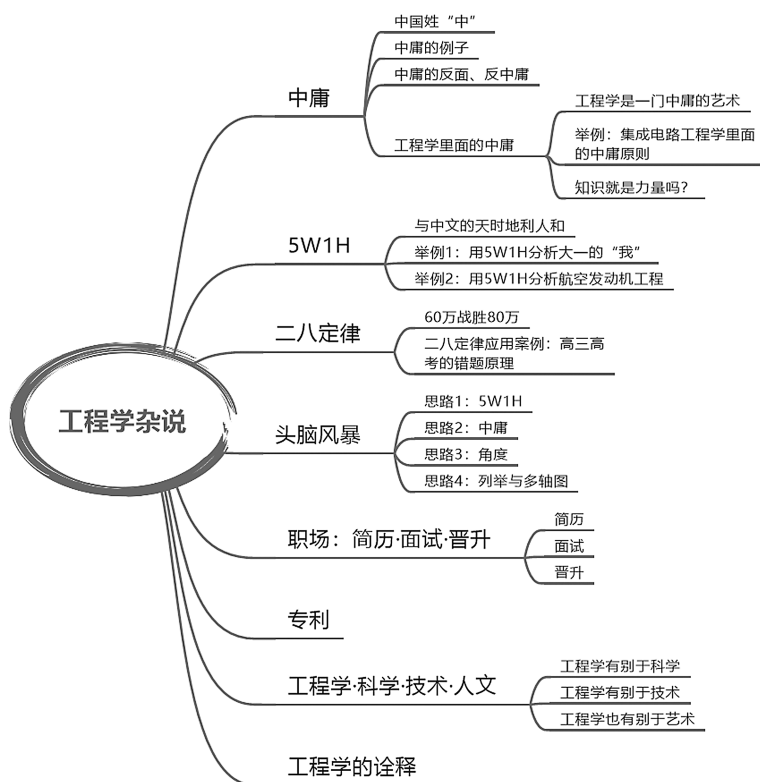 工程学杂说
中庸
中国姓“中”
中庸的例子
中庸的反面、反中庸
工程学里面的中庸
工程学是一门中庸的艺术
举例：集成电路工程学里面
的中庸原则
知识就是力量吗?
5W1H
与中文的天时地利人和
举例1：用5W1H分析大一的“我”
举例2：用5W1H分析航空发动机工程
二八定律
60万战胜80万
二八定律应用案例：高三高
考的错题原理
头脑风暴
思路1：5W1H
思路2：中庸
思路3：角度
思路4：列举与多轴图
职场：简历·面试·晋升
简历
面试
晋升
专利
工程学·科学·技术·人文
工程学有别于科学
工程学有别于技术
工程学也有别于艺术
工程学的诠释